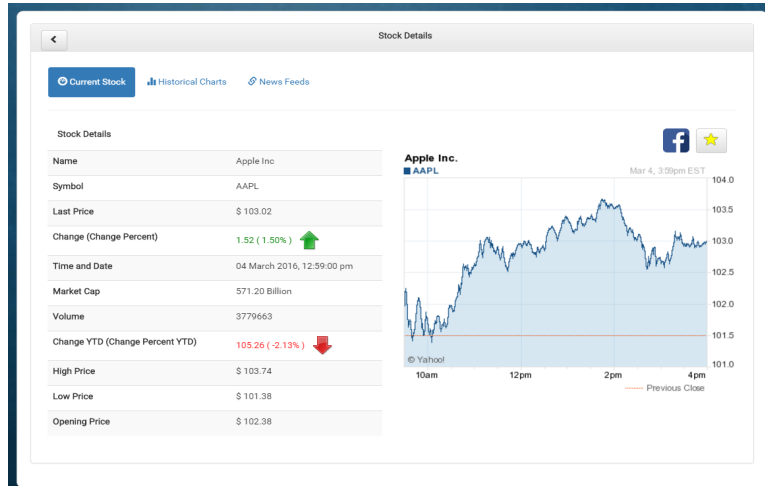 Stock Details
Current Stock
Historical Charts
News Feeds
Stock Details
Name Apple Inc
Symbol AAPL
Last Price $ 103.02
Change (Change Percent) 1.52 ( 1.50% )
Time and Date 04 March 2016, 12:59:00 pm
Market Cap 571.20 Billion
Volume 3779663
Change YTD (Change Percent YTD) 105.26 ( -2.13% )
High Price $ 103.74
Low Price $ 101.38
Opening Price $ 102.38
f
Apple Inc.
AAPL Mar 4, 3:59pm EST
104.0
103.5
103.0
102.5
102.0
101.5
101.0
© Yahoo!
10am 12pm 2pm 4pm
Previous Close